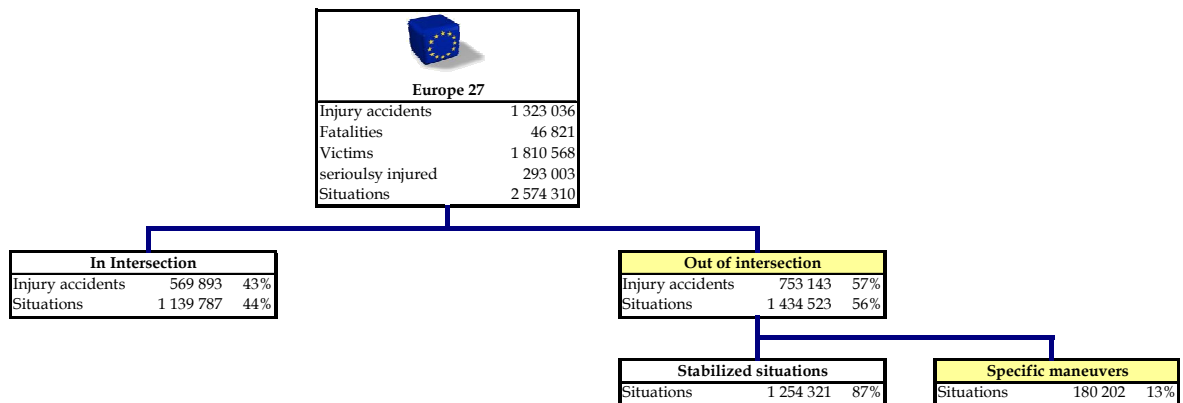 Europe 27
Injury accidents 1 323 036
Fatalities 46 821
Victims 1 810 568
serioulsy injured 293 003
Situations 2 574 310
In Intersection
Injury accidents 569 893 43%
Situations 1 139 787 44%
Out of intersection
Injury accidents 753 143 57%
Situations 1 434 523 56%
Stabilized situations
Situations 1 254 321 87%
Specific maneuvers
Situations 180 202 13%